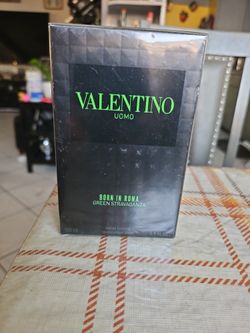 VALENTINO
UOMO
BORN IN ROMA
GREEN STRAVAGANZA